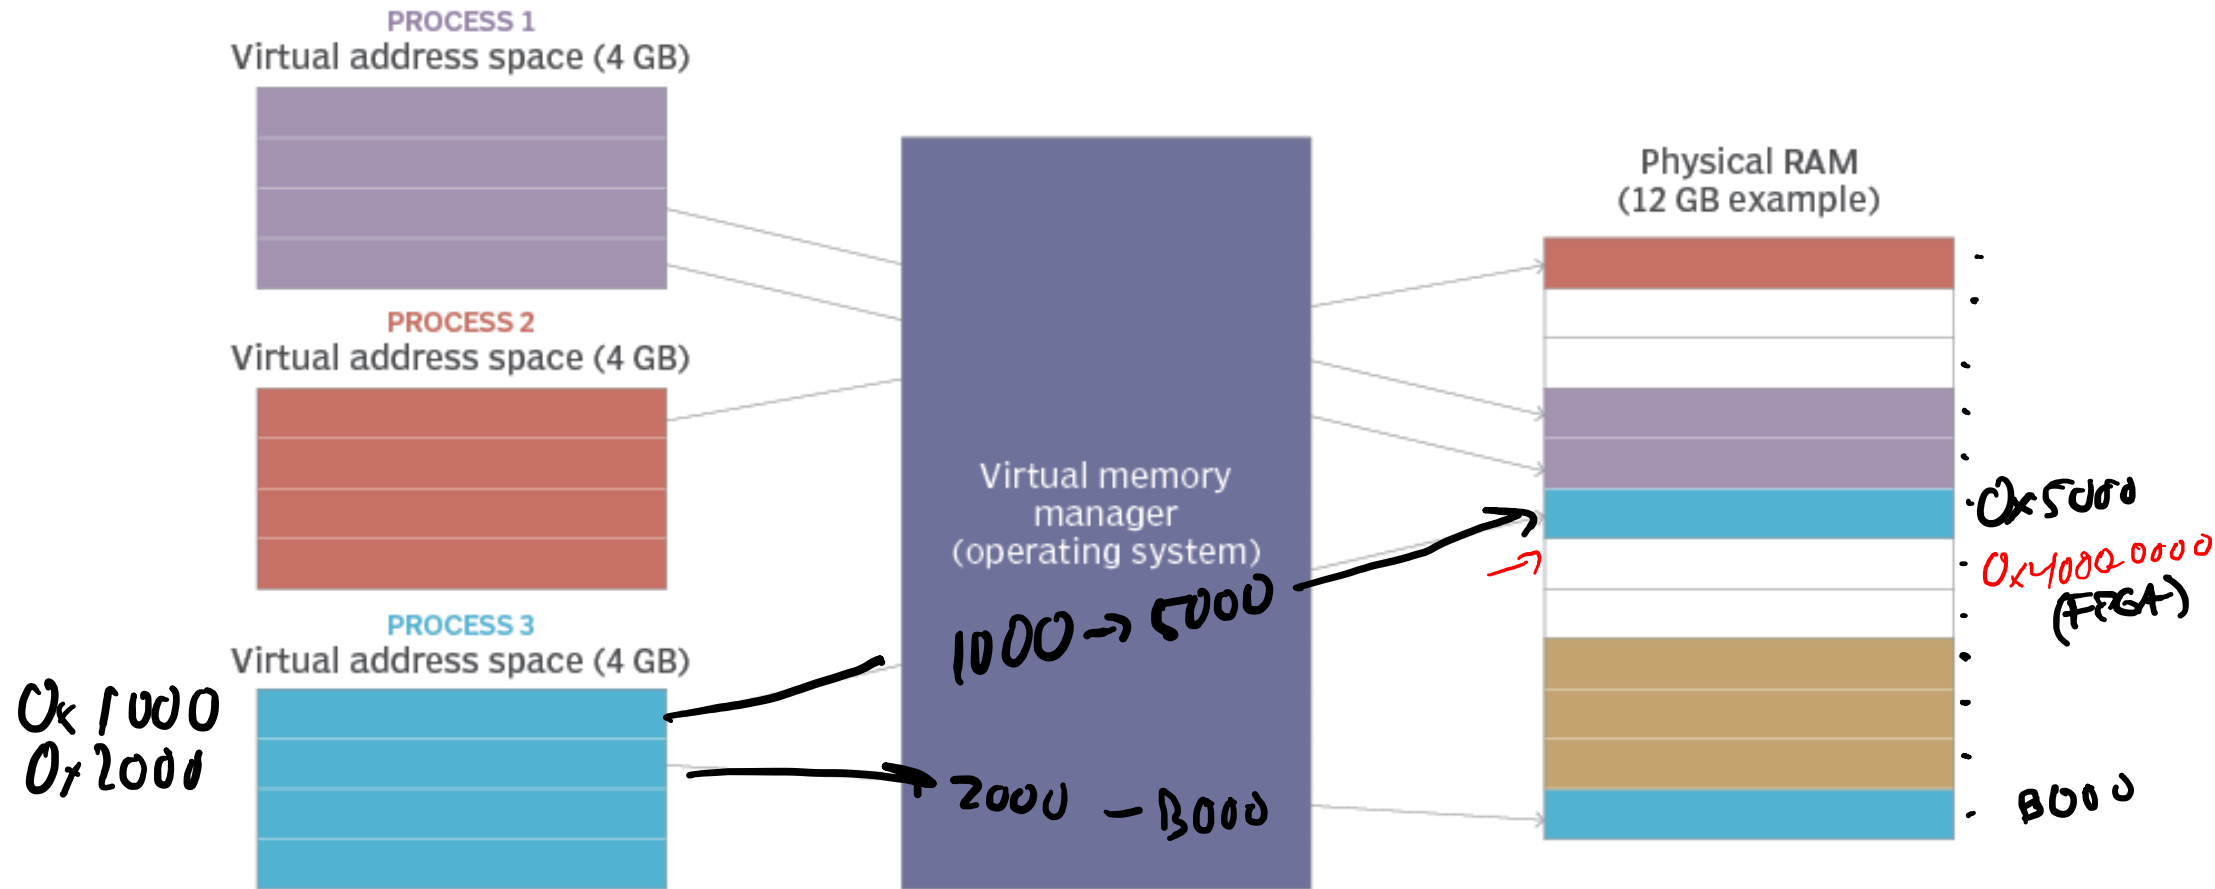 PROCESS 1
Virtual address space (4 GB)
PROCESS 2
Virtual address space (4 GB)
PROCESS 3
Virtual address space (4 GB)
0x1000
0x2000
Virtual memory
manager
(operating system)
1000 → 5000
2000 - B000
Physical RAM
(12 GB example)
0x5000
0x4000 0000
(FPGA)
B000